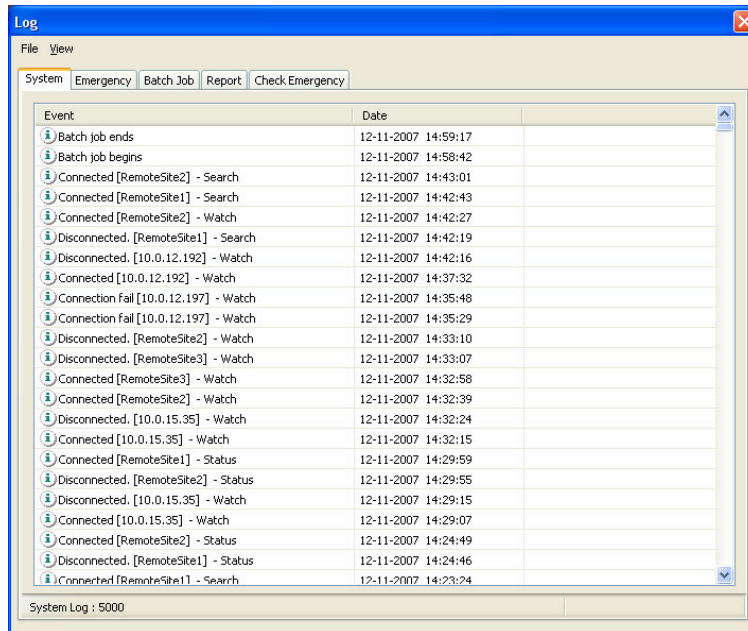 Log
File View
System Emergency Batch Job Report Check Emergency
Event Date
Batch job ends 12-11-2007 14:59:17
Batch job begins 12-11-2007 14:58:42
Connected [RemoteSite2] - Search 12-11-2007 14:43:01
Connected [RemoteSite1] - Search 12-11-2007 14:42:43
Connected [RemoteSite2] - Watch 12-11-2007 14:42:27
Disconnected. [RemoteSite1] - Search 12-11-2007 14:42:19
Disconnected. [10.0.12.192] - Watch 12-11-2007 14:42:16
Connected [10.0.12.192] - Watch 12-11-2007 14:37:32
Connection fail [10.0.12.197] - Watch 12-11-2007 14:35:48
Connection fail [10.0.12.197] - Watch 12-11-2007 14:35:29
Disconnected. [RemoteSite2] - Watch 12-11-2007 14:33:10
Disconnected. [RemoteSite3] - Watch 12-11-2007 14:33:07
Connected [RemoteSite3] - Watch 12-11-2007 14:32:58
Connected [RemoteSite2] - Watch 12-11-2007 14:32:39
Disconnected. [10.0.15.35] - Watch 12-11-2007 14:32:24
Connected [10.0.15.35] - Watch 12-11-2007 14:32:15
Connected [RemoteSite1] - Status 12-11-2007 14:29:59
Disconnected. [RemoteSite2] - Status 12-11-2007 14:29:55
Disconnected. [10.0.15.35] - Watch 12-11-2007 14:29:15
Connected [10.0.15.35] - Watch 12-11-2007 14:29:07
Connected [RemoteSite2] - Status 12-11-2007 14:24:49
Disconnected. [RemoteSite1] - Status 12-11-2007 14:24:46
Connected [RemoteSite1] - Search 12-11-2007 14:23:24
System Log : 5000